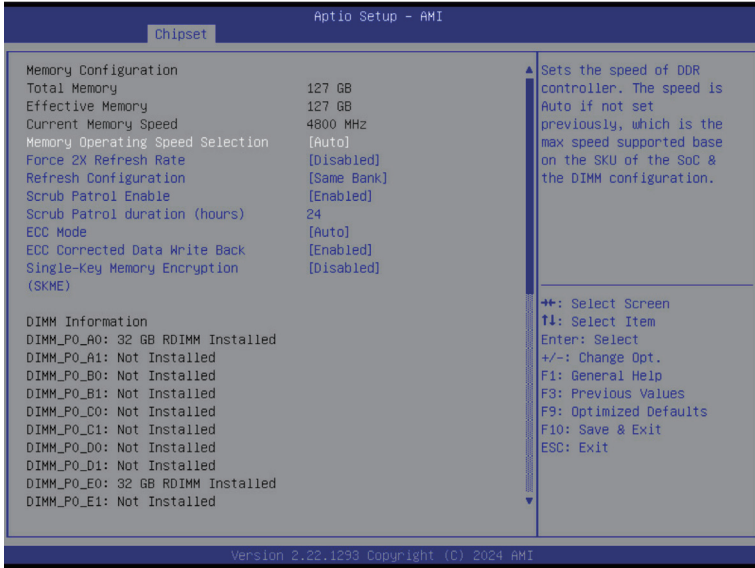 Aptio Setup - AMI
Chipset
Memory Configuration
Total Memory 127 GB
Effective Memory 127 GB
Current Memory Speed 4800 MHz
Memory Operating Speed Selection [Auto]
Force 2X Refresh Rate [Disabled]
Refresh Configuration [Same Bank]
Scrub Patrol Enable [Enabled]
Scrub Patrol duration (hours) 24
ECC Mode [Auto]
ECC Corrected Data Write Back [Enabled]
Single-Key Memory Encryption [Disabled]
(SKME)
DIMM Information
DIMM_P0_A0: 32 GB RDIMM Installed
DIMM_P0_A1: Not Installed
DIMM_P0_B0: Not Installed
DIMM_P0_B1: Not Installed
DIMM_P0_C0: Not Installed
DIMM_P0_C1: Not Installed
DIMM_P0_D0: Not Installed
DIMM_P0_D1: Not Installed
DIMM_P0_E0: 32 GB RDIMM Installed
DIMM_P0_E1: Not Installed
Sets the speed of DDR
controller. The speed is
Auto if not set
previously, which is the
max speed supported base
on the SKU of the SoC &
the DIMM configuration.
→←: Select Screen
↑↓: Select Item
Enter: Select
+/-: Change Opt.
F1: General Help
F3: Previous Values
F9: Optimized Defaults
F10: Save & Exit
ESC: Exit
Version 2.22.1293 Copyright (C) 2024 AMI